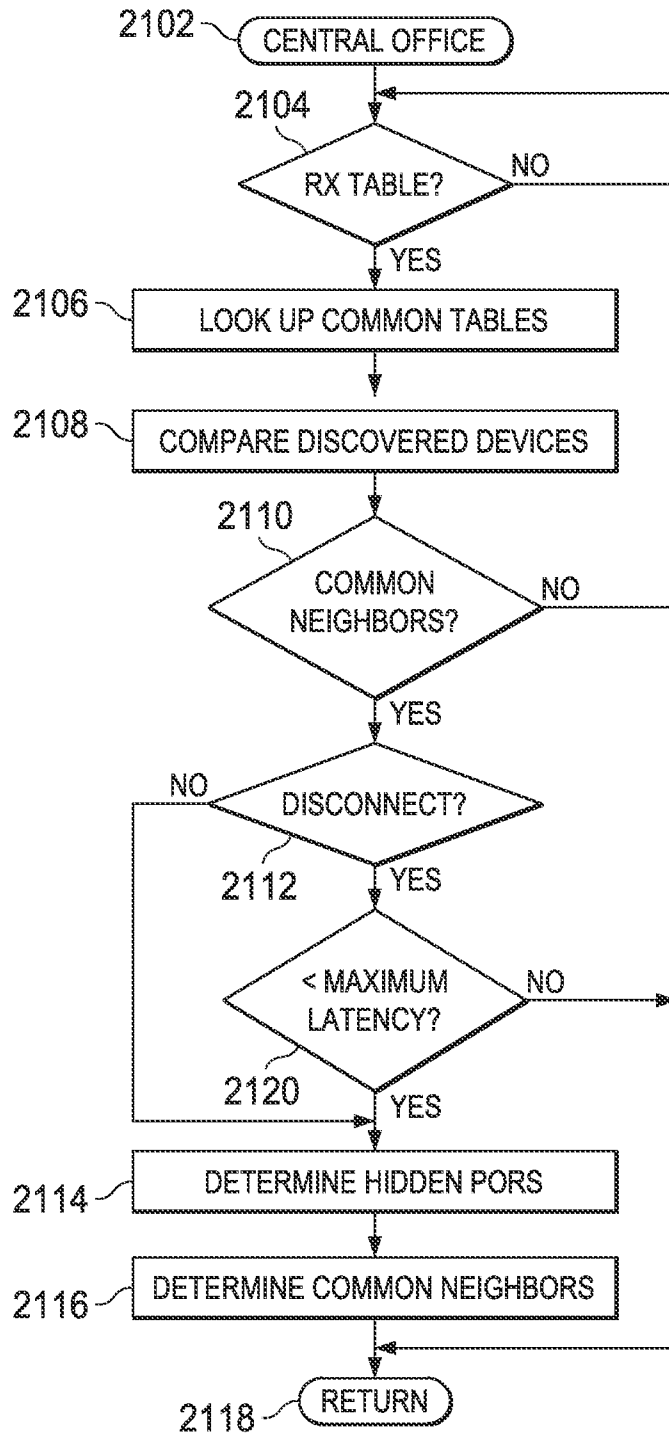 2102
CENTRAL OFFICE
2104
RX TABLE?
NO
YES
2106
LOOK UP COMMON TABLES
2108
COMPARE DISCOVERED DEVICES
2110
COMMON
NEIGHBORS?
NO
YES
NO
DISCONNECT?
2112
YES
< MAXIMUM
LATENCY?
NO
2120
YES
2114
DETERMINE HIDDEN PORS
2116
DETERMINE COMMON NEIGHBORS
2118
RETURN